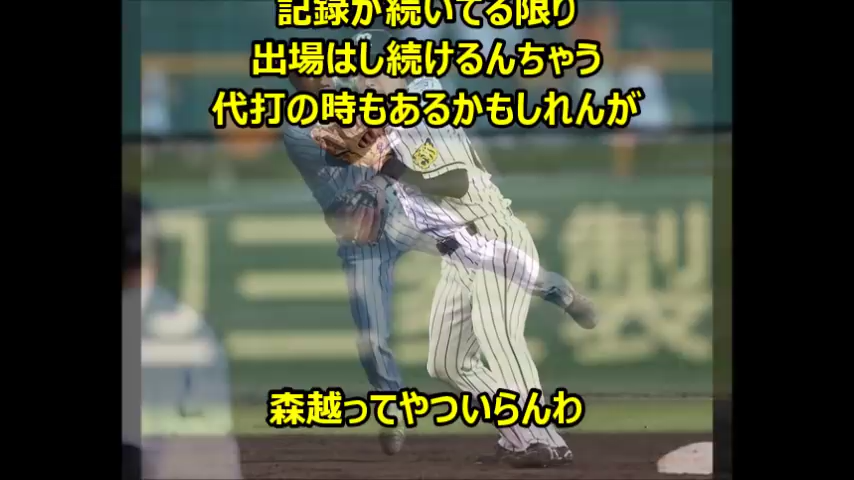 記録が続いてる限り
出場はし続けるんちゃう
代打の時もあるかもしれんが
三
製
森越ってやついらんわ